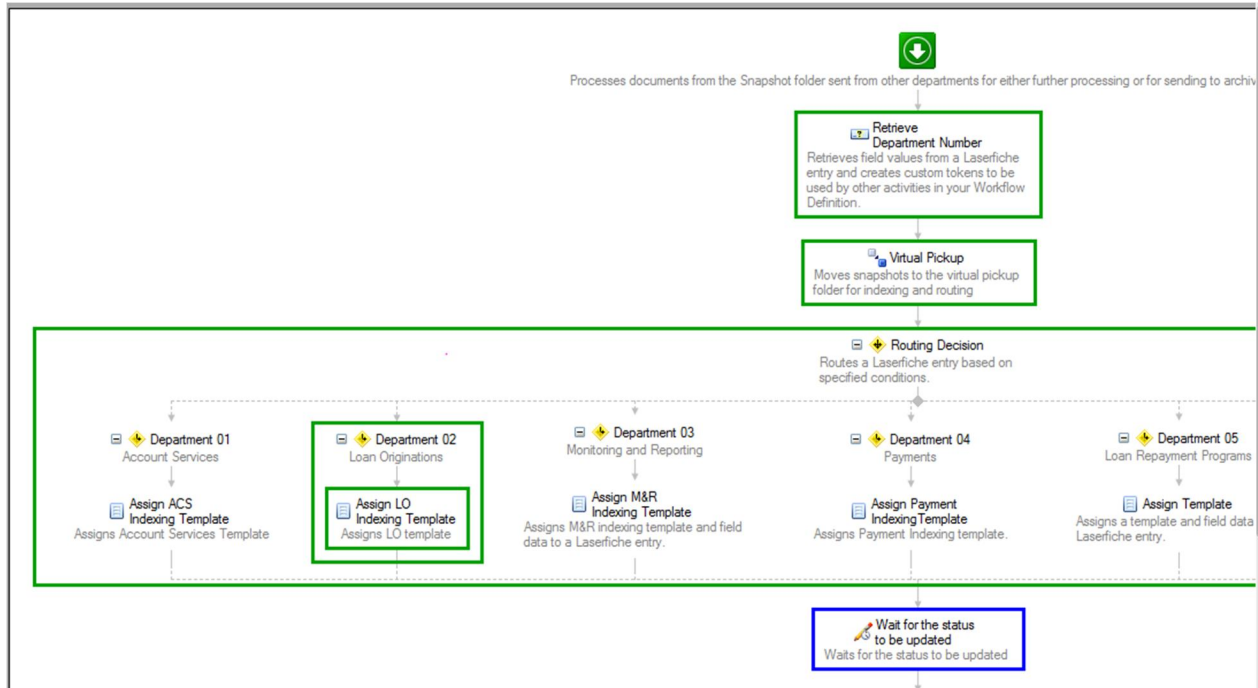 Processes documents from the Snapshot folder sent from other departments for either further processing or for sending to archiv
Retrieve
Department Number
Retrieves field values from a Laserfiche
entry and creates custom tokens to be
used by other activities in your Workflow
Definition.
Virtual Pickup
Moves snapshots to the virtual pickup
folder for indexing and routing
Routing Decision
Routes a Laserfiche entry based on
specified conditions.
Department 01
Account Services
Assign ACS
Indexing Template
Assigns Account Services Template
Department 02
Loan Originations
Assign LO
Indexing Template
Assigns LO template
Department 03
Monitoring and Reporting
Assign M&R
Indexing Template
Assigns M&R indexing template and field
data to a Laserfiche entry.
Department 04
Payments
Assign Payment
IndexingTemplate
Assigns Payment Indexing template.
Department 05
Loan Repayment Programs
Assign Template
Assigns a template and field data
Laserfiche entry.
Wait for the status
to be updated
Waits for the status to be updated